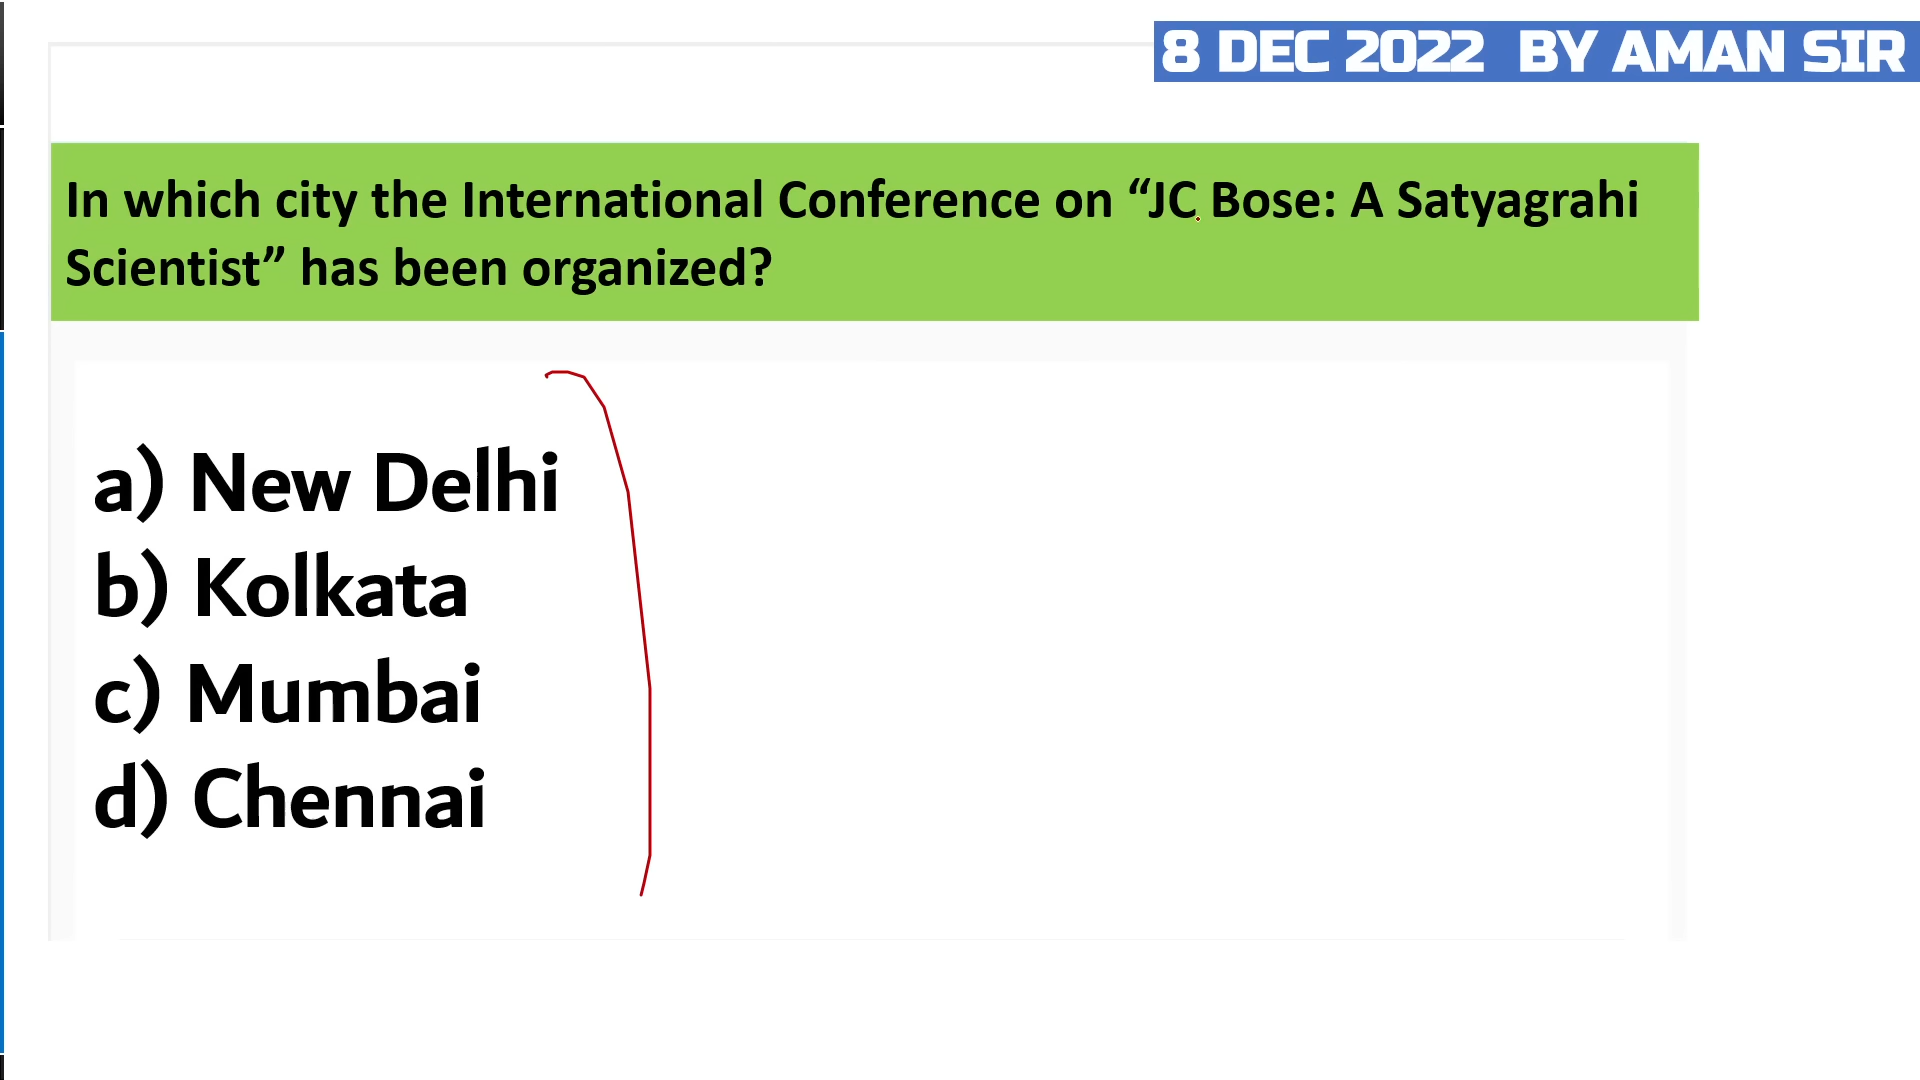 8 DEC 2022 BY AMAN SIR
In which city the International Conference on “JC Bose: A Satyagrahi
Scientist” has been organized?
a) New Delhi
b) Kolkata
c) Mumbai
d) Chennai